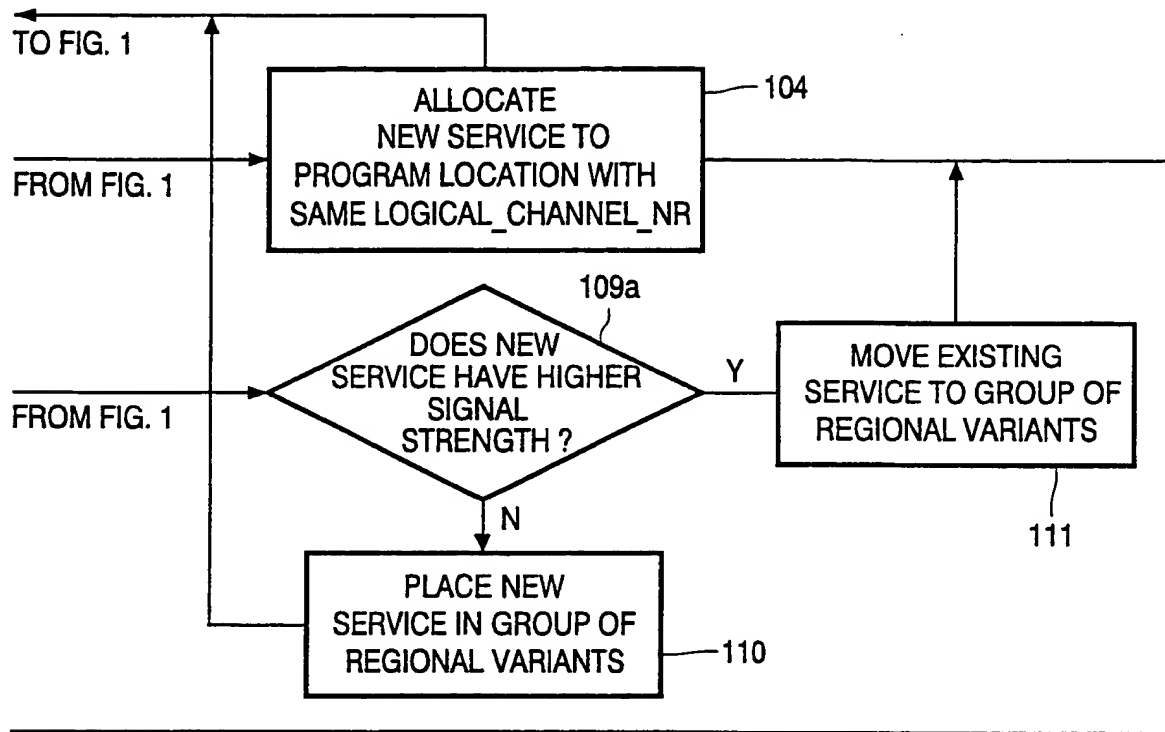 TO FIG. 1
104
ALLOCATE
NEW SERVICE TO
PROGRAM LOCATION WITH
SAME LOGICAL_CHANNEL_NR
FROM FIG. 1
109a
DOES NEW
SERVICE HAVE HIGHER
SIGNAL
STRENGTH ?
Y
MOVE EXISTING
SERVICE TO GROUP OF
REGIONAL VARIANTS
FROM FIG. 1
111
N
PLACE NEW
SERVICE IN GROUP OF
REGIONAL VARIANTS
110